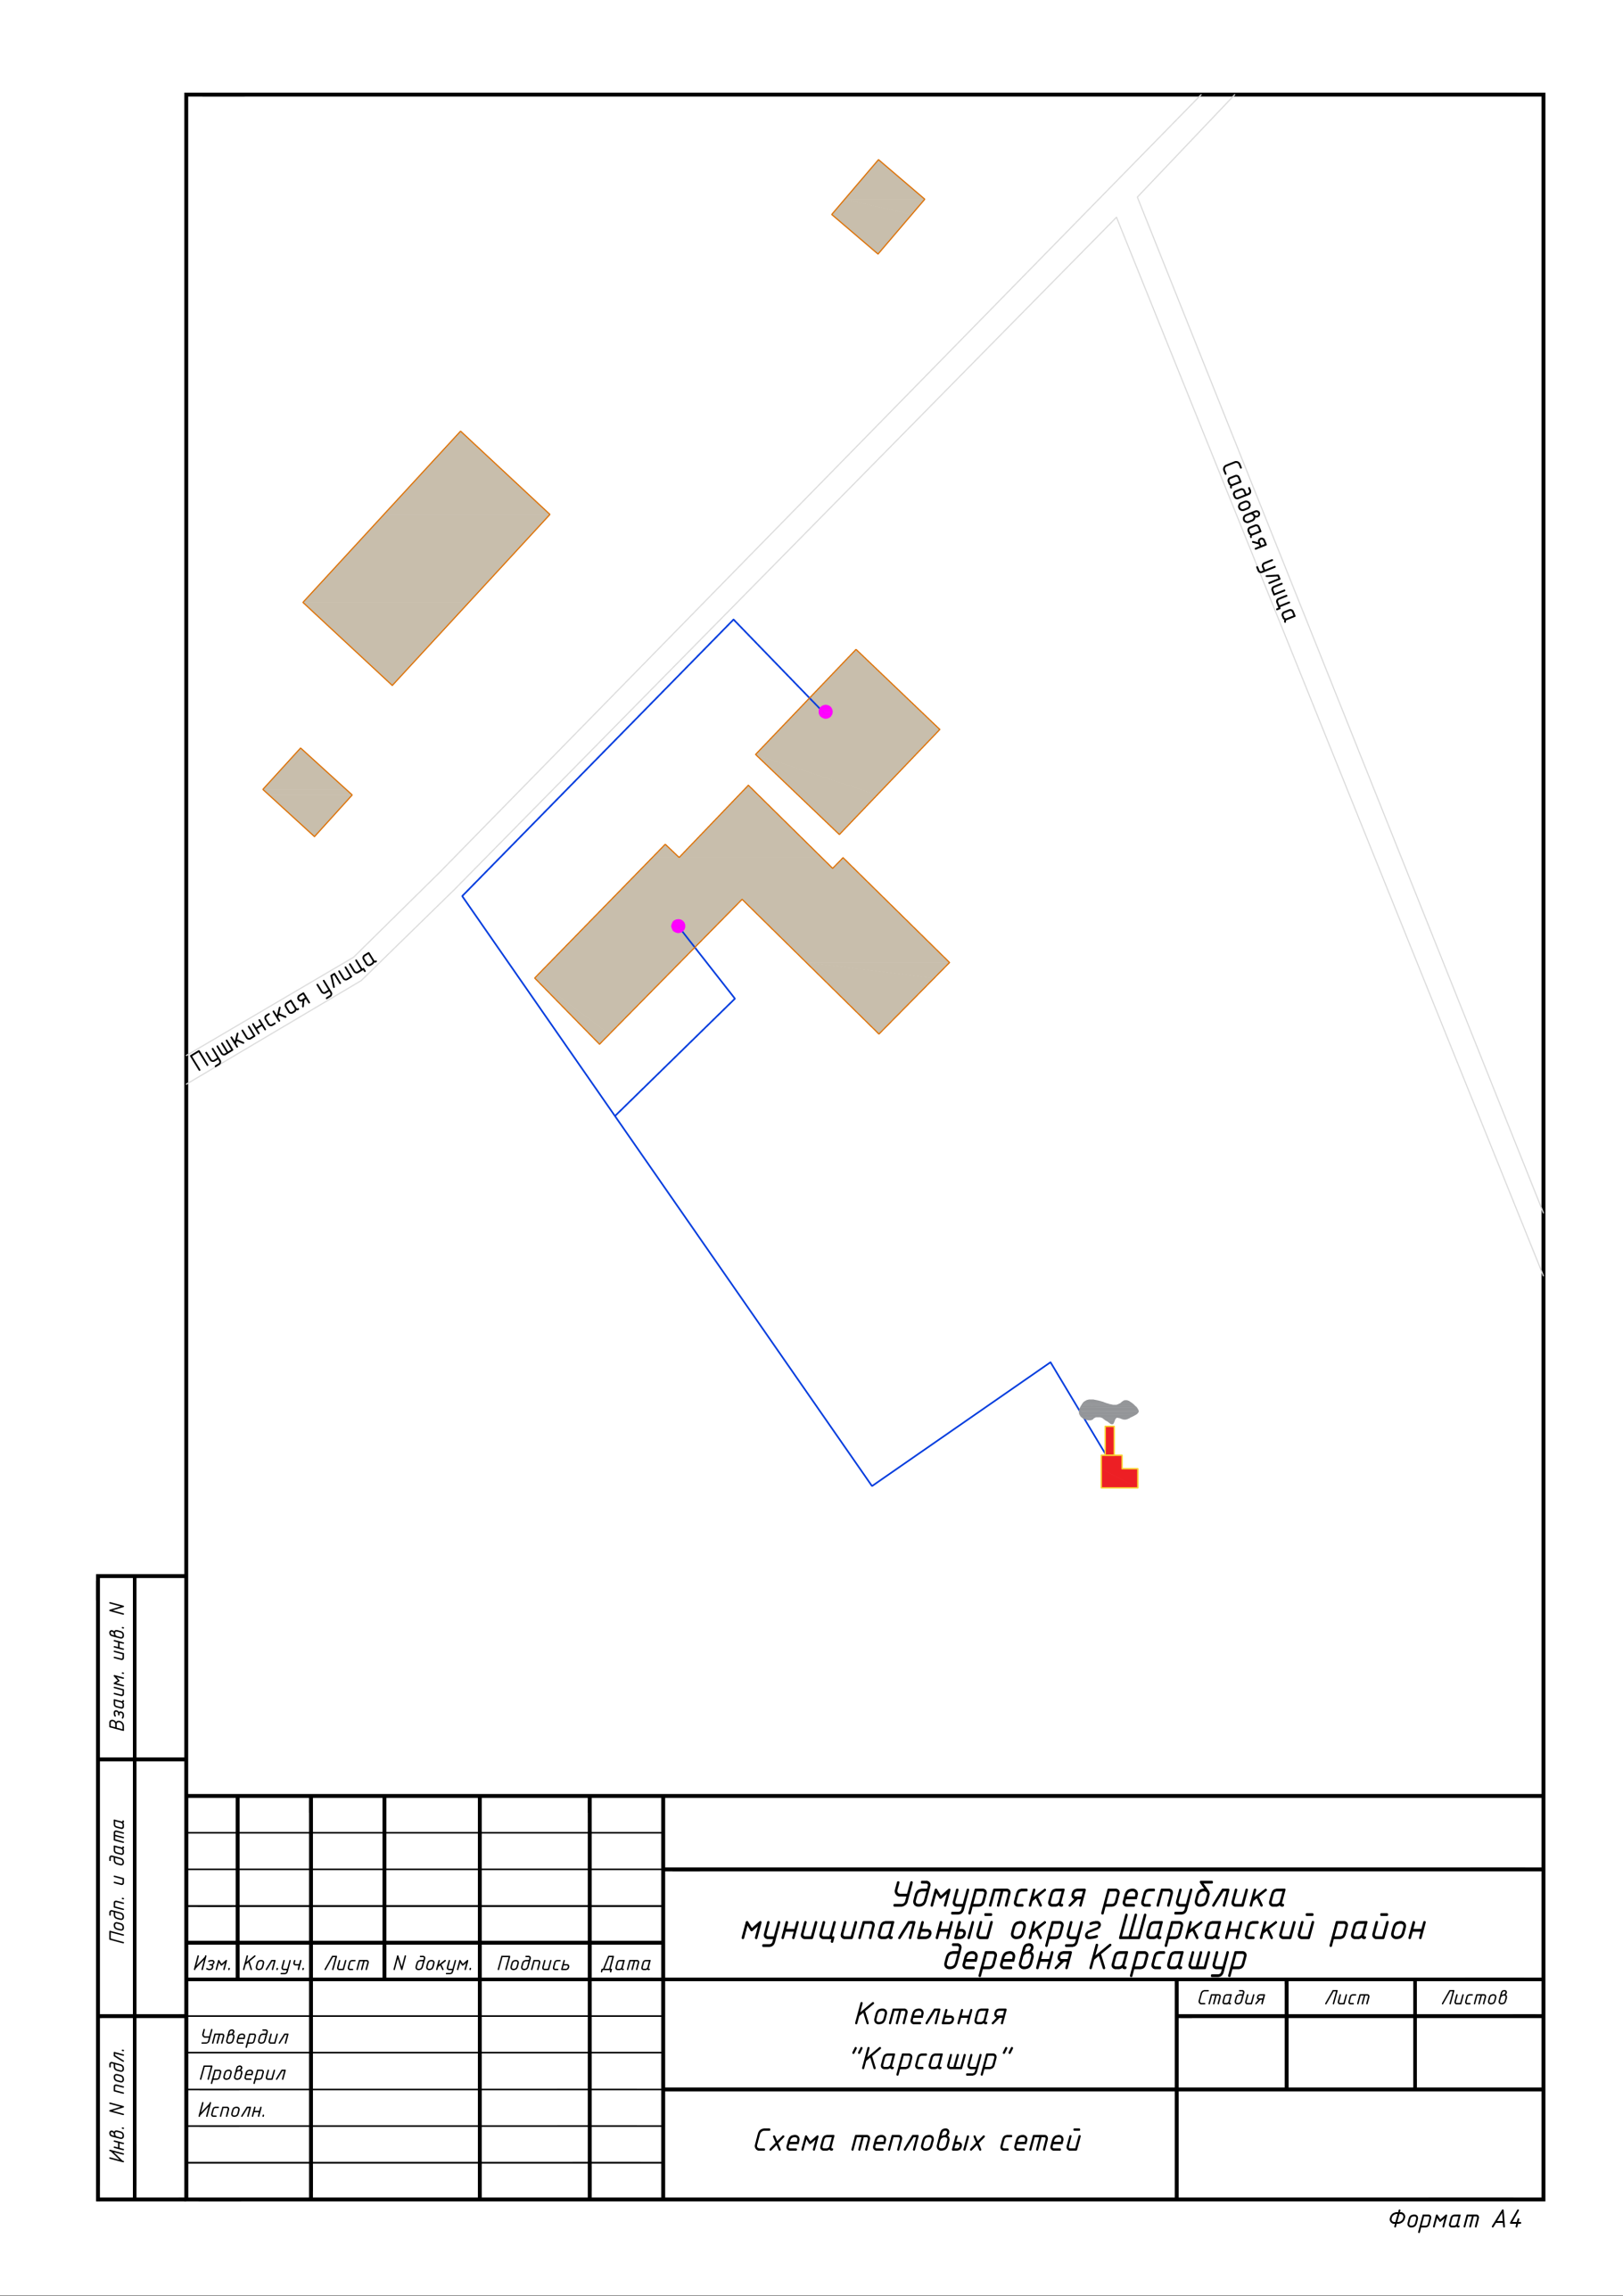 Садовая улица
Пушкинская улица
Взаим. инв. N
Подп. и дата
Инв. N подл.
Удмуртская республика
муниципальный округ Шарканский район
деревня Карсашур
Изм.
Кол.уч.
Лист
N докум.
Подпись
Дата
Котельная
"Карсашур"
Стадия
Лист
Листов
Утвердил
Проверил
Исполн.
Схема тепловых сетей
Формат А4